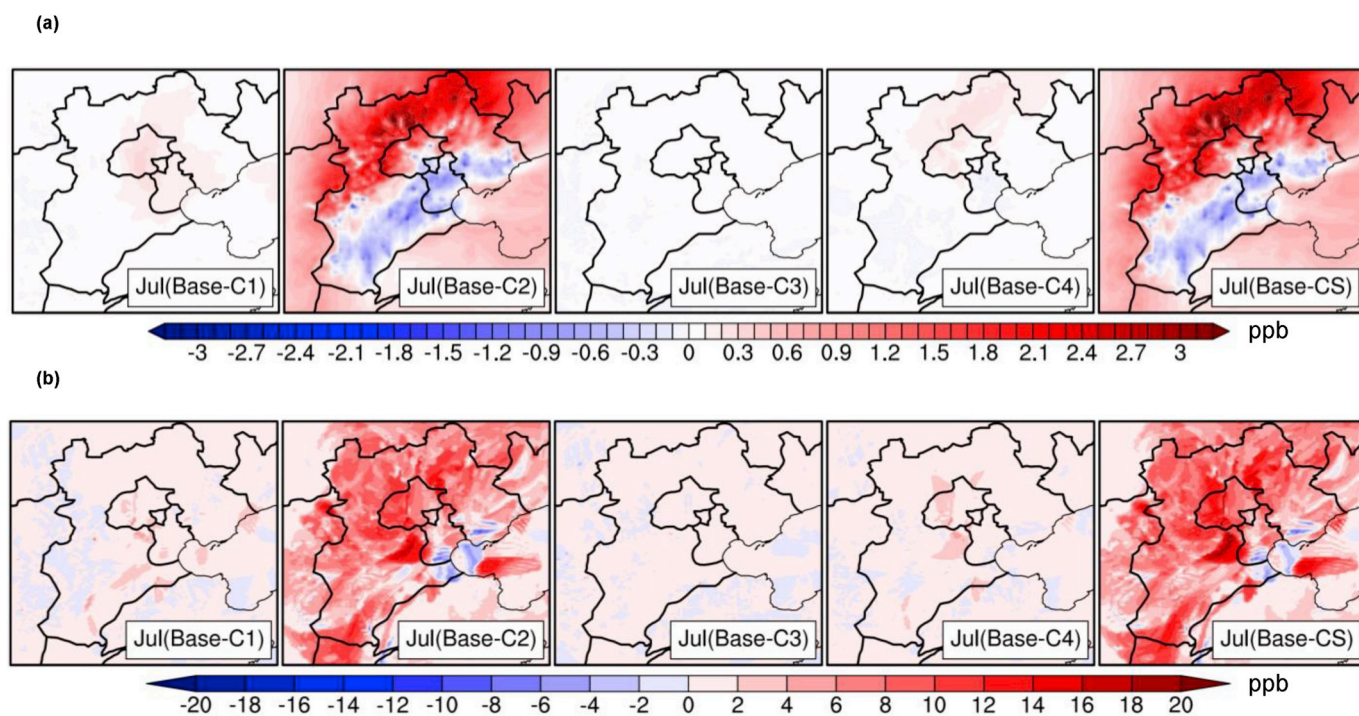 (a)
Jul(Base-C1) Jul(Base-C2) Jul(Base-C3) Jul(Base-C4) Jul(Base-CS)
-3 -2.7 -2.4 -2.1 -1.8 -1.5 -1.2 -0.9 -0.6 -0.3 0 0.3 0.6 0.9 1.2 1.5 1.8 2.1 2.4 2.7 3 ppb
(b)
Jul(Base-C1) Jul(Base-C2) Jul(Base-C3) Jul(Base-C4) Jul(Base-CS)
-20 -18 -16 -14 -12 -10 -8 -6 -4 -2 0 2 4 6 8 10 12 14 16 18 20 ppb